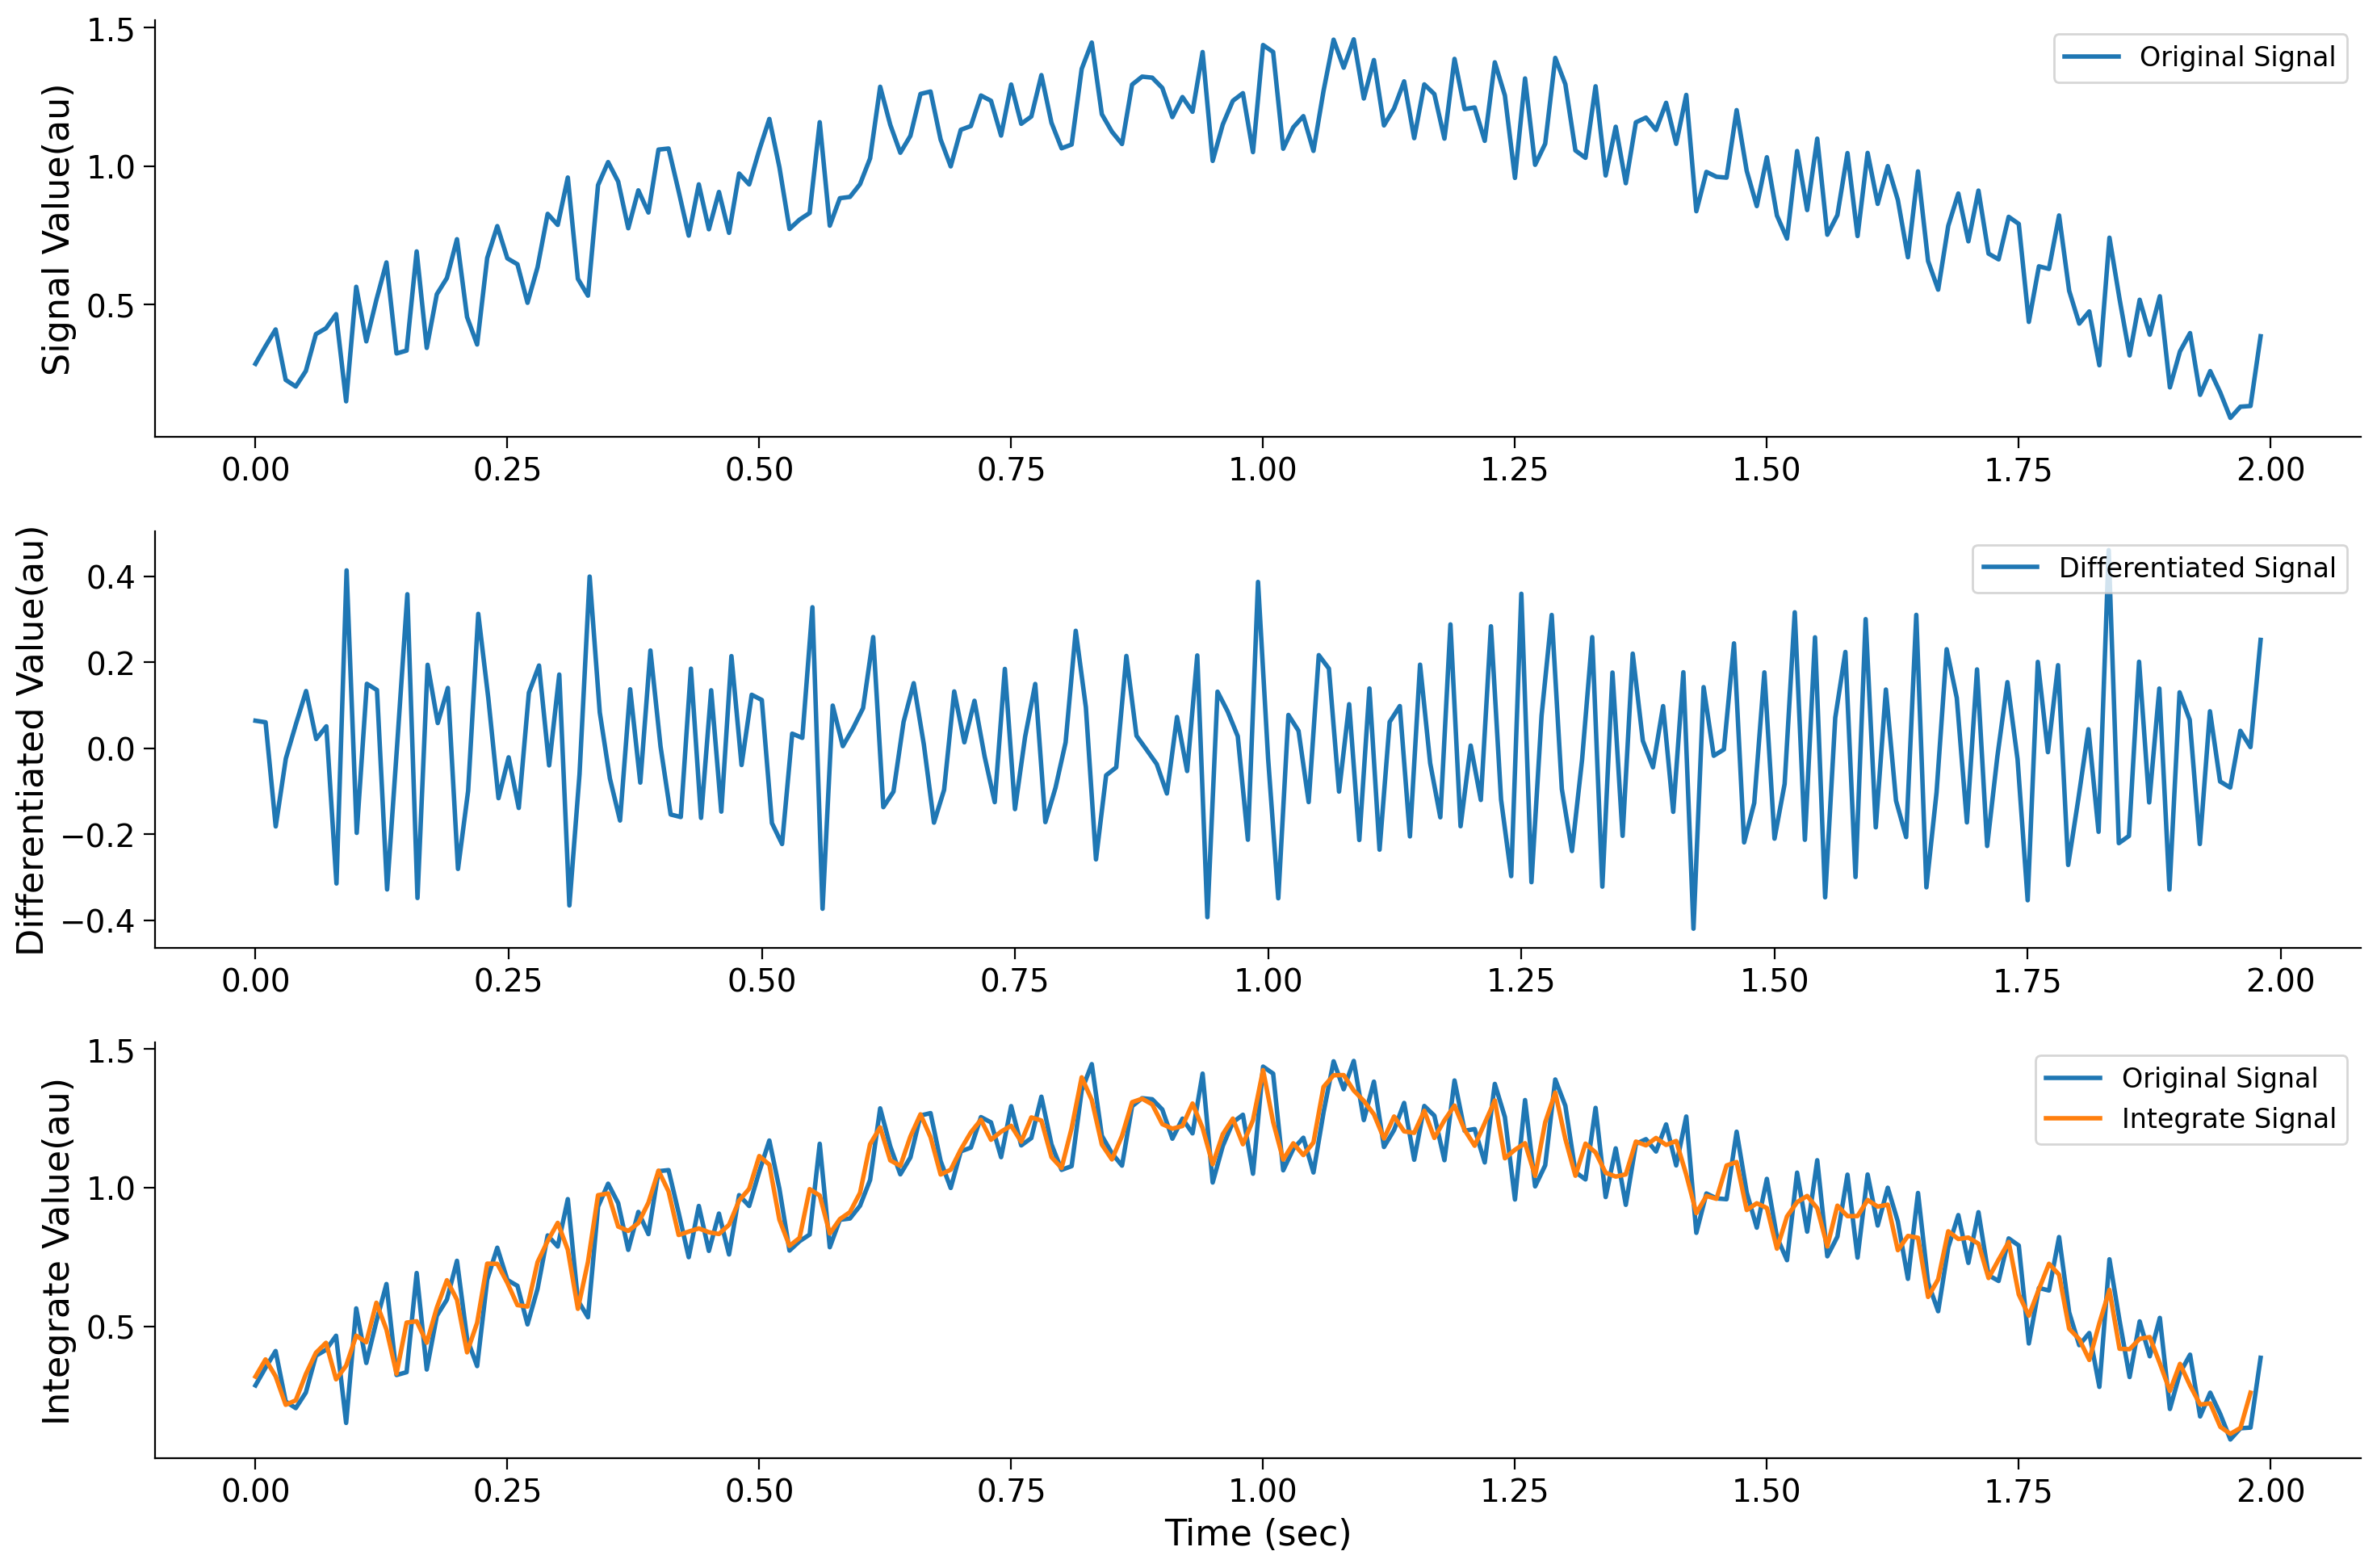 Signal Value(au)
1.5
1.0
0.5
Original Signal
0.00 0.25 0.50 0.75 1.00 1.25 1.50 1.75 2.00
Differentiated Value(au)
0.4
0.2
0.0
−0.2
−0.4
Differentiated Signal
0.00 0.25 0.50 0.75 1.00 1.25 1.50 1.75 2.00
Integrate Value(au)
1.5
1.0
0.5
Original Signal
Integrate Signal
0.00 0.25 0.50 0.75 1.00 1.25 1.50 1.75 2.00
Time (sec)